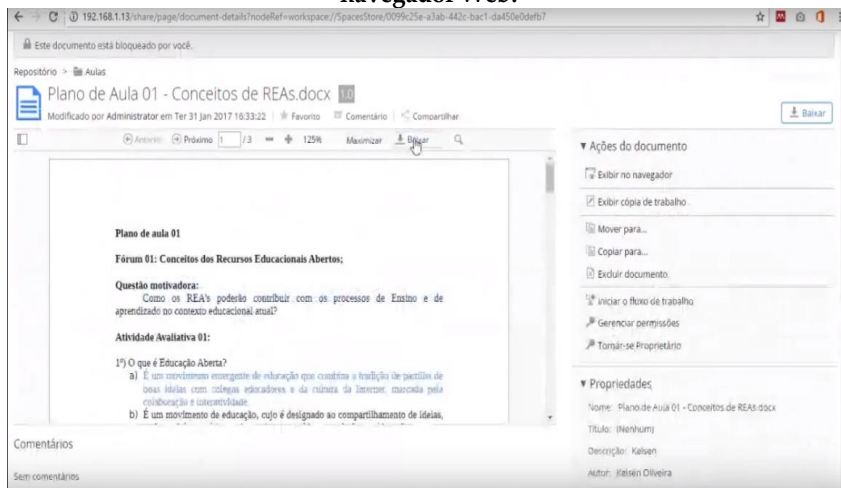 navegador Web.
192.168.1.13/share/page/document-details?nodeRef=workspace://SpacesStore/0099c25e-a3ab-442c-bac1-da450e0defb7
Este documento está bloqueado por você.
Repositório > Aulas
Plano de Aula 01 - Conceitos de REAs.docx 1.0
Modificado por Administrator em Ter 31 Jan 2017 16:33:22 Favorito Comentário Compartilhar
Baixar
Anterior Próximo 1 /3 125% Maximizar Baixar
Plano de aula 01
Fórum 01: Conceitos dos Recursos Educacionais Abertos;
Questão motivadora:
Como os REA's poderão contribuir com os processos de Ensino e de
aprendizado no contexto educacional atual?
Atividade Avaliativa 01:
1ª) O que é Educação Aberta?
a) É um movimento emergente de educação que combina a tradição de partilha de
boas ideias com colegas educadores e da cultura da Internet, marcada pela
colaboração e interatividade.
b) É um movimento de educação, cujo é designado ao compartilhamento de ideias,
Ações do documento
Exibir no navegador
Exibir cópia de trabalho
Mover para...
Copiar para...
Excluir documento
Iniciar o fluxo de trabalho
Gerenciar permissões
Tornar-se Proprietário
Propriedades
Nome: Plano de Aula 01 - Conceitos de REAs.docx
Título: (Nenhum)
Descrição: Kelsen
Autor: Kelsen Oliveira
Comentários
Sem comentários